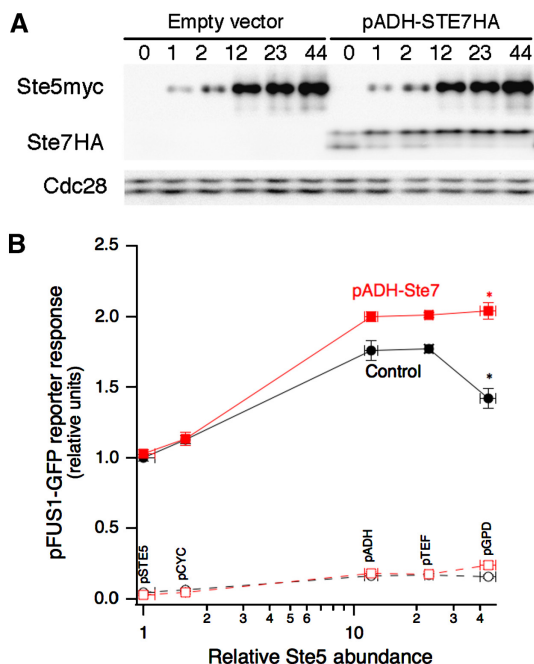 A
Empty vector
pADH-STE7HA
0 1 2 12 23 44 0 1 2 12 23 44
Ste5myc
Ste7HA
Cdc28
B
2.5
2.0
1.5
1.0
0.5
0.0
pFUS1-GFP reporter response
(relative units)
pADH-Ste7
*
*
Control
pSTE5
pCYC
pADH
pTEF
pGPD
1 2 3 4 5 6 10 2 3 4
Relative Ste5 abundance